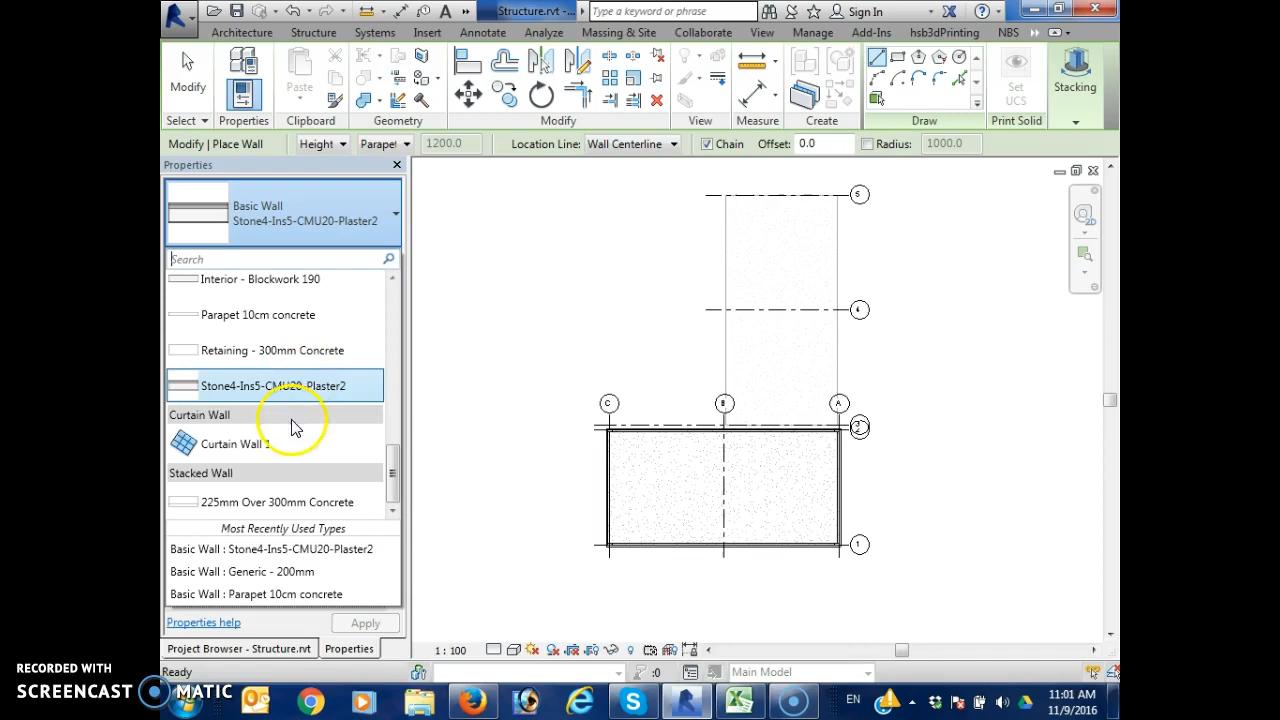 Structure.rvt -...
Type a keyword or phrase
Sign In
Architecture
Structure
Systems
Insert
Annotate
Analyze
Massing & Site
Collaborate
View
Manage
Add-Ins
hsb3dPrinting
NBS
Modify
Paste
Set
UCS
Stacking
Select
Properties
Clipboard
Geometry
Modify
View
Measure
Create
Draw
Print Solid
Modify | Place Wall
Height
Parapet
1200.0
Location Line:
Wall Centerline
Chain
Offset:
0.0
Radius:
1000.0
Properties
Basic Wall
Stone4-Ins5-CMU20-Plaster2
Search
Interior - Blockwork 190
Parapet 10cm concrete
Retaining - 300mm Concrete
Stone4-Ins5-CMU20-Plaster2
Curtain Wall
Curtain Wall 1
Stacked Wall
225mm Over 300mm Concrete
Most Recently Used Types
Basic Wall : Stone4-Ins5-CMU20-Plaster2
Basic Wall : Generic - 200mm
Basic Wall : Parapet 10cm concrete
Properties help
Apply
Project Browser - Structure.rvt
Properties
5
4
C
B
A
1
2D
1 : 100
Ready
:0
Main Model
RECORDED WITH
SCREENCAST
MATIC
EN
11:01 AM
11/9/2016